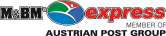 M&BM express
MEMBER OF
AUSTRIAN POST GROUP